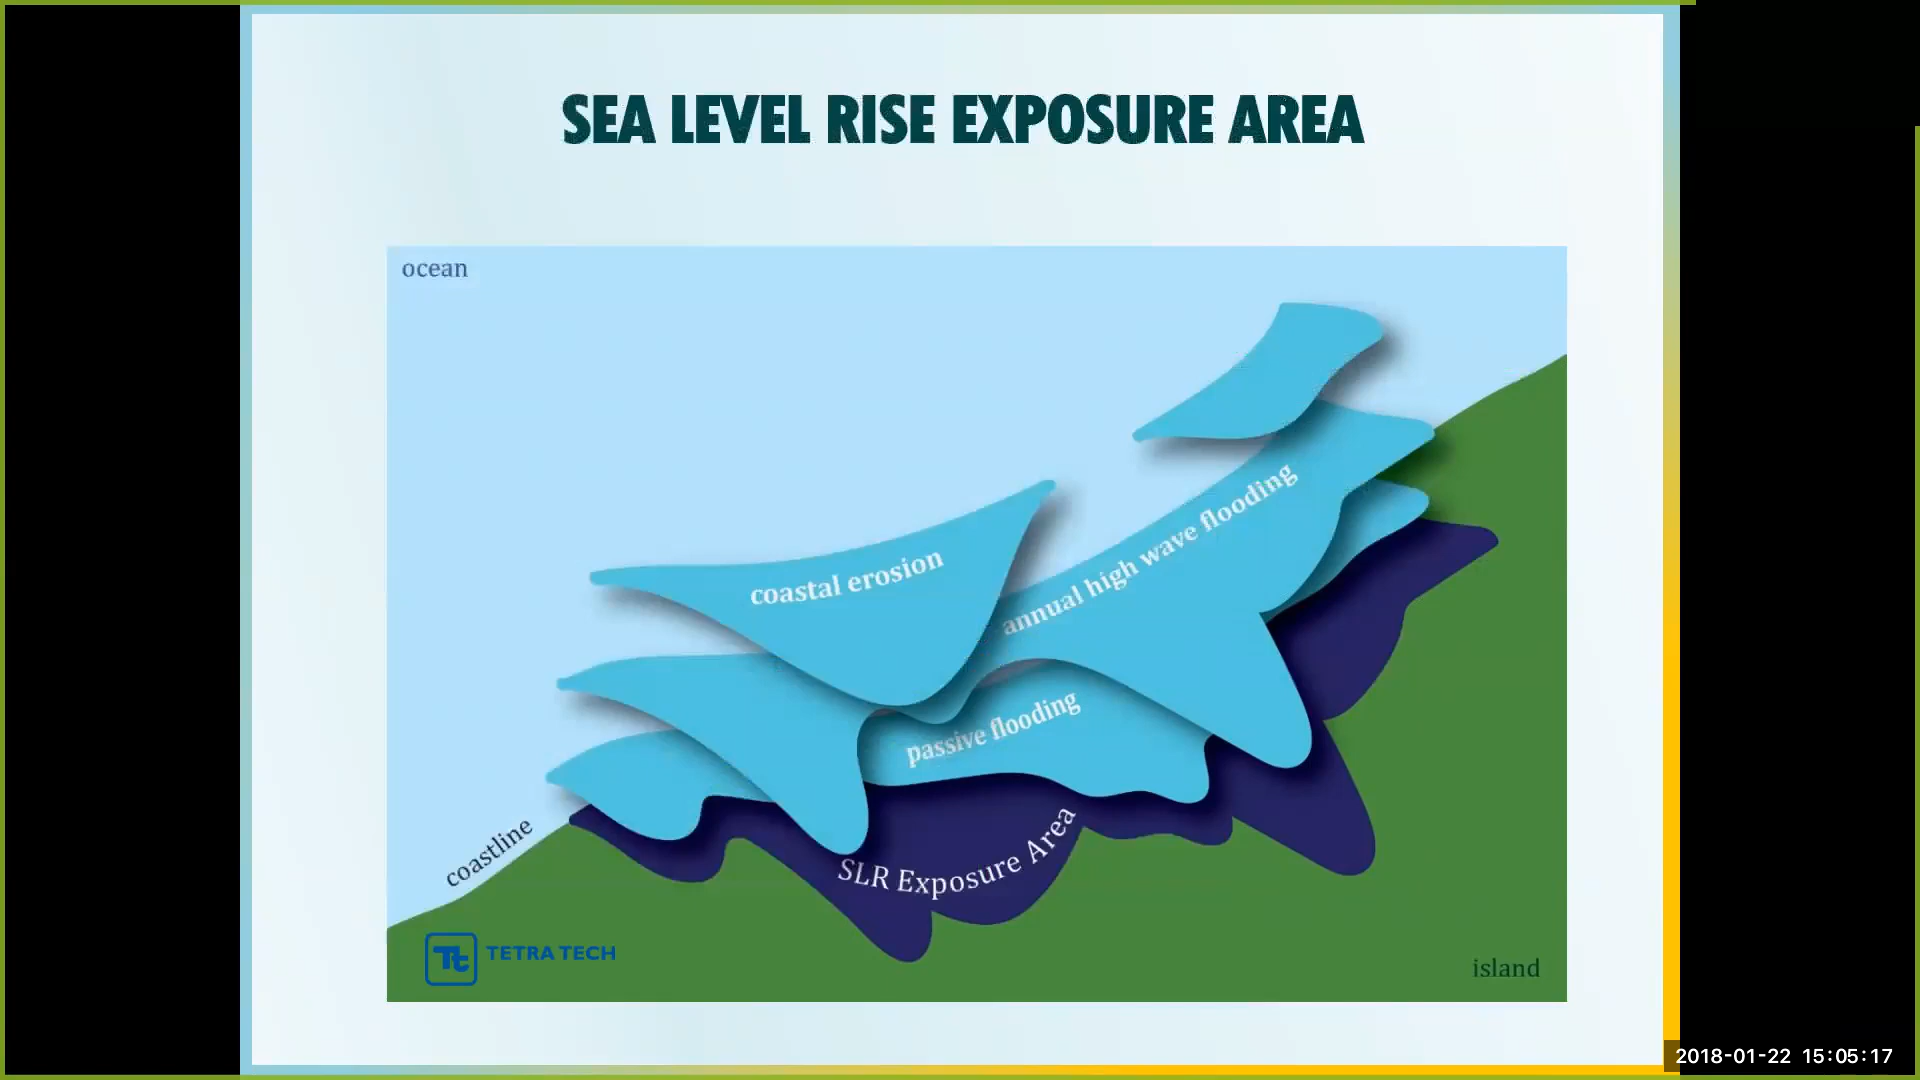 SEA LEVEL RISE EXPOSURE AREA
ocean
coastal erosion
annual high wave flooding
passive flooding
SLR Exposure Area
coastline
Tt TETRA TECH
island
2018-01-22 15:05:17